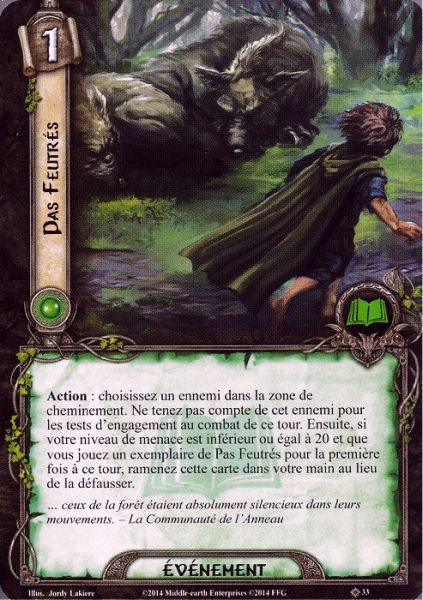 1
Pas Feutrés
Action : choisissez un ennemi dans la zone de
cheminement. Ne tenez pas compte de cet ennemi pour
les tests d'engagement au combat de ce tour. Ensuite, si
votre niveau de menace est inférieur ou égal à 20 et que
vous jouez un exemplaire de Pas Feutrés pour la première
fois à ce tour, ramenez cette carte dans votre main au lieu
de la défausser.
... ceux de la forêt étaient absolument silencieux dans leurs
mouvements. – La Communauté de l'Anneau
ÉVÉNEMENT
Illus. Jordy Lakiere ©2014 Middle-earth Enterprises ©2014 FFG 33